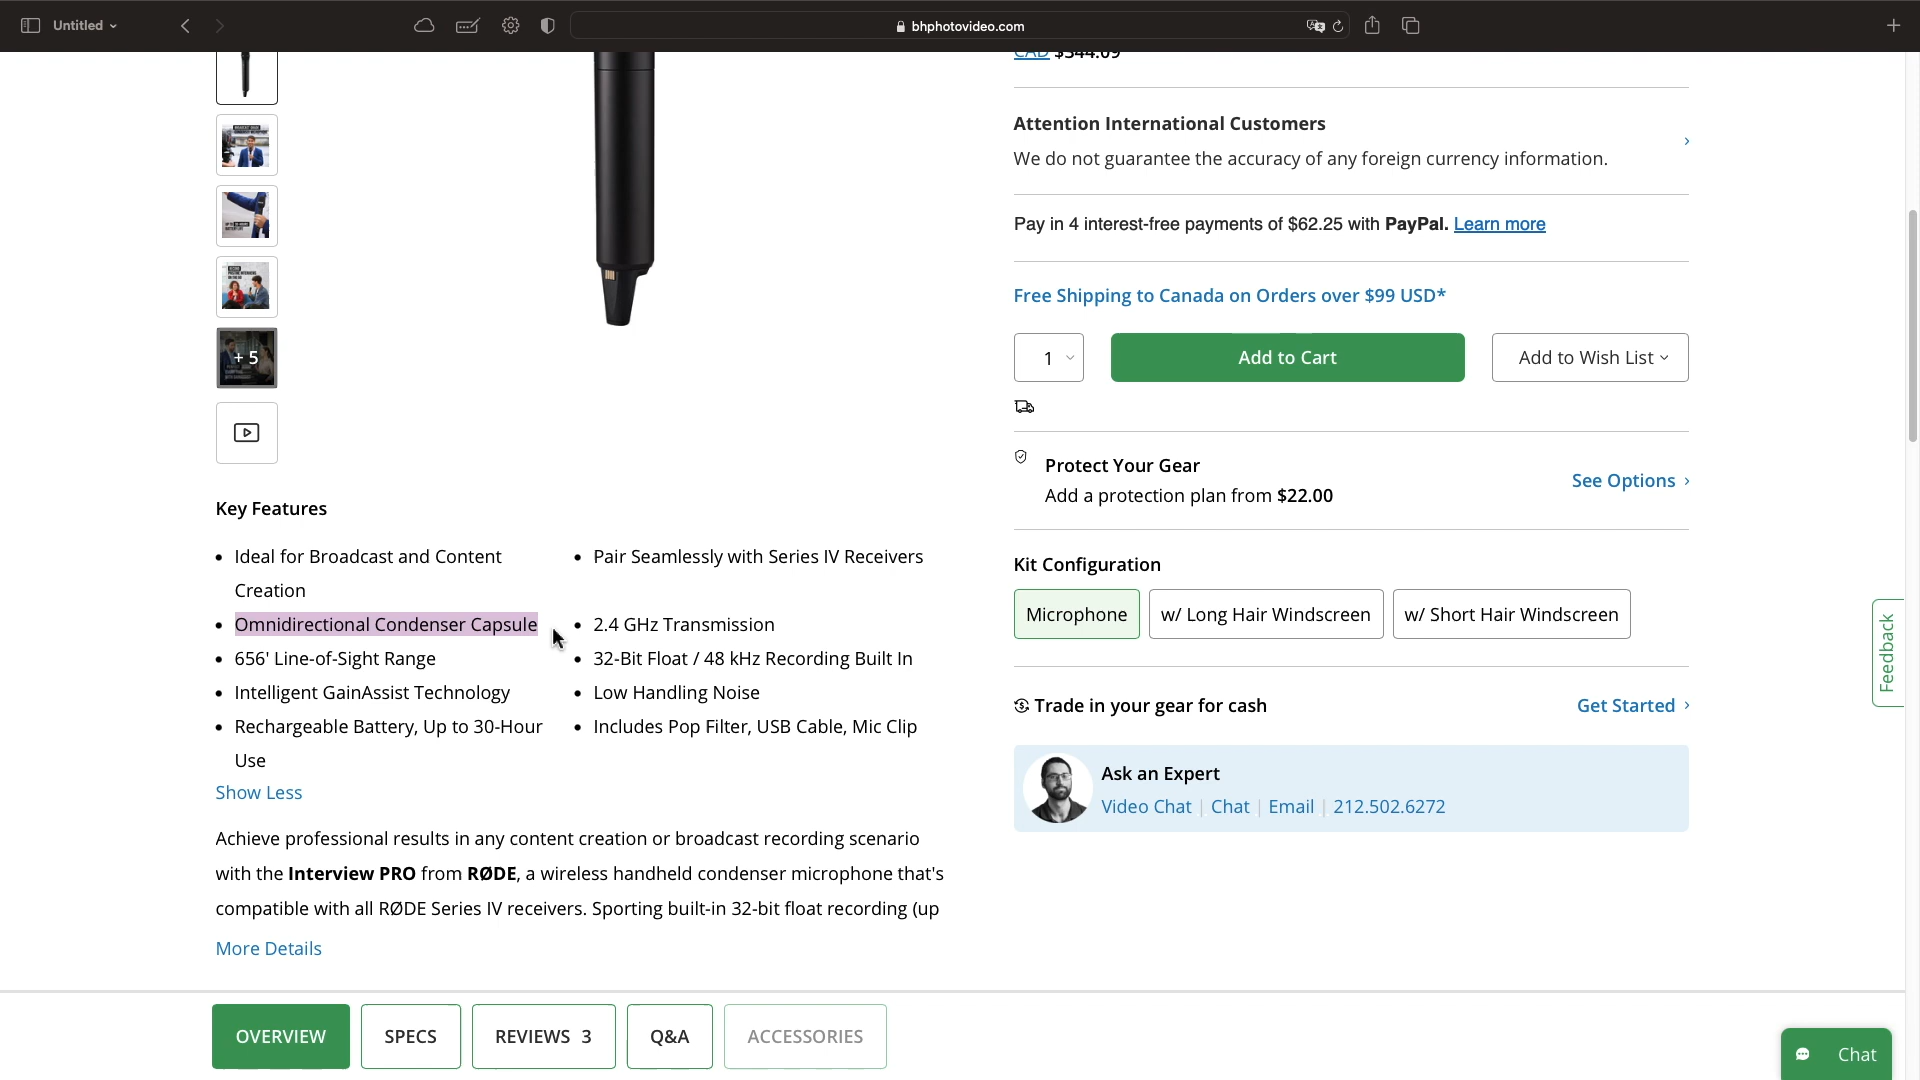 Untitled
bhphotovideo.com
CAD $344.69
Attention International Customers
We do not guarantee the accuracy of any foreign currency information.
Pay in 4 interest-free payments of $62.25 with PayPal. Learn more
Free Shipping to Canada on Orders over $99 USD*
1
Add to Cart
Add to Wish List
+ 5
Protect Your Gear
Add a protection plan from $22.00
See Options
Key Features
Ideal for Broadcast and Content
Creation
Omnidirectional Condenser Capsule
656' Line-of-Sight Range
Intelligent GainAssist Technology
Rechargeable Battery, Up to 30-Hour
Use
Pair Seamlessly with Series IV Receivers
2.4 GHz Transmission
32-Bit Float / 48 kHz Recording Built In
Low Handling Noise
Includes Pop Filter, USB Cable, Mic Clip
Show Less
Achieve professional results in any content creation or broadcast recording scenario
with the Interview PRO from RØDE, a wireless handheld condenser microphone that's
compatible with all RØDE Series IV receivers. Sporting built-in 32-bit float recording (up
More Details
Kit Configuration
Microphone
w/ Long Hair Windscreen
w/ Short Hair Windscreen
Trade in your gear for cash
Get Started
Ask an Expert
Video Chat | Chat | Email | 212.502.6272
Feedback
OVERVIEW
SPECS
REVIEWS 3
Q&A
ACCESSORIES
Chat